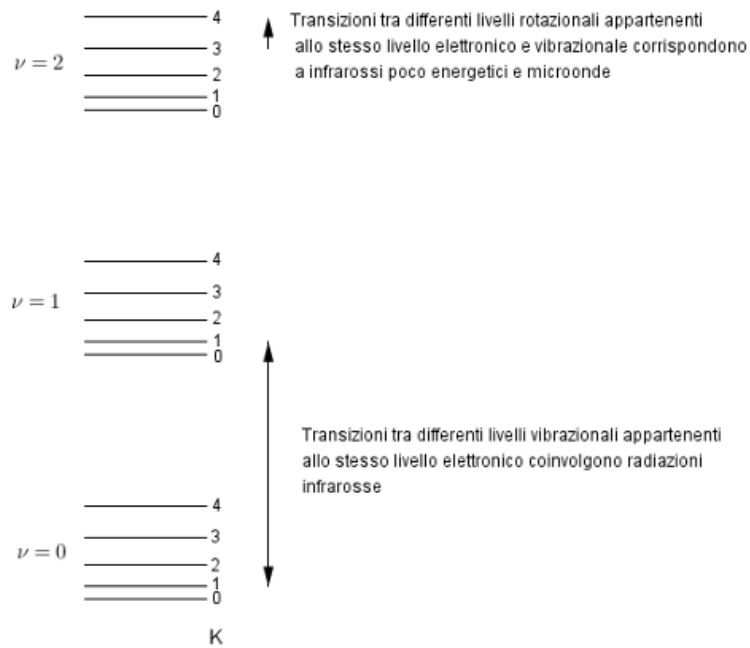 4
Transizioni tra differenti livelli rotazionali appartenenti
3
allo stesso livello elettronico e vibrazionale corrispondono
ν = 2
2
a infrarossi poco energetici e microonde
1
0
4
3
ν = 1
2
1
0
Transizioni tra differenti livelli vibrazionali appartenenti
allo stesso livello elettronico coinvolgono radiazioni
infrarosse
4
3
ν = 0
2
1
0
K